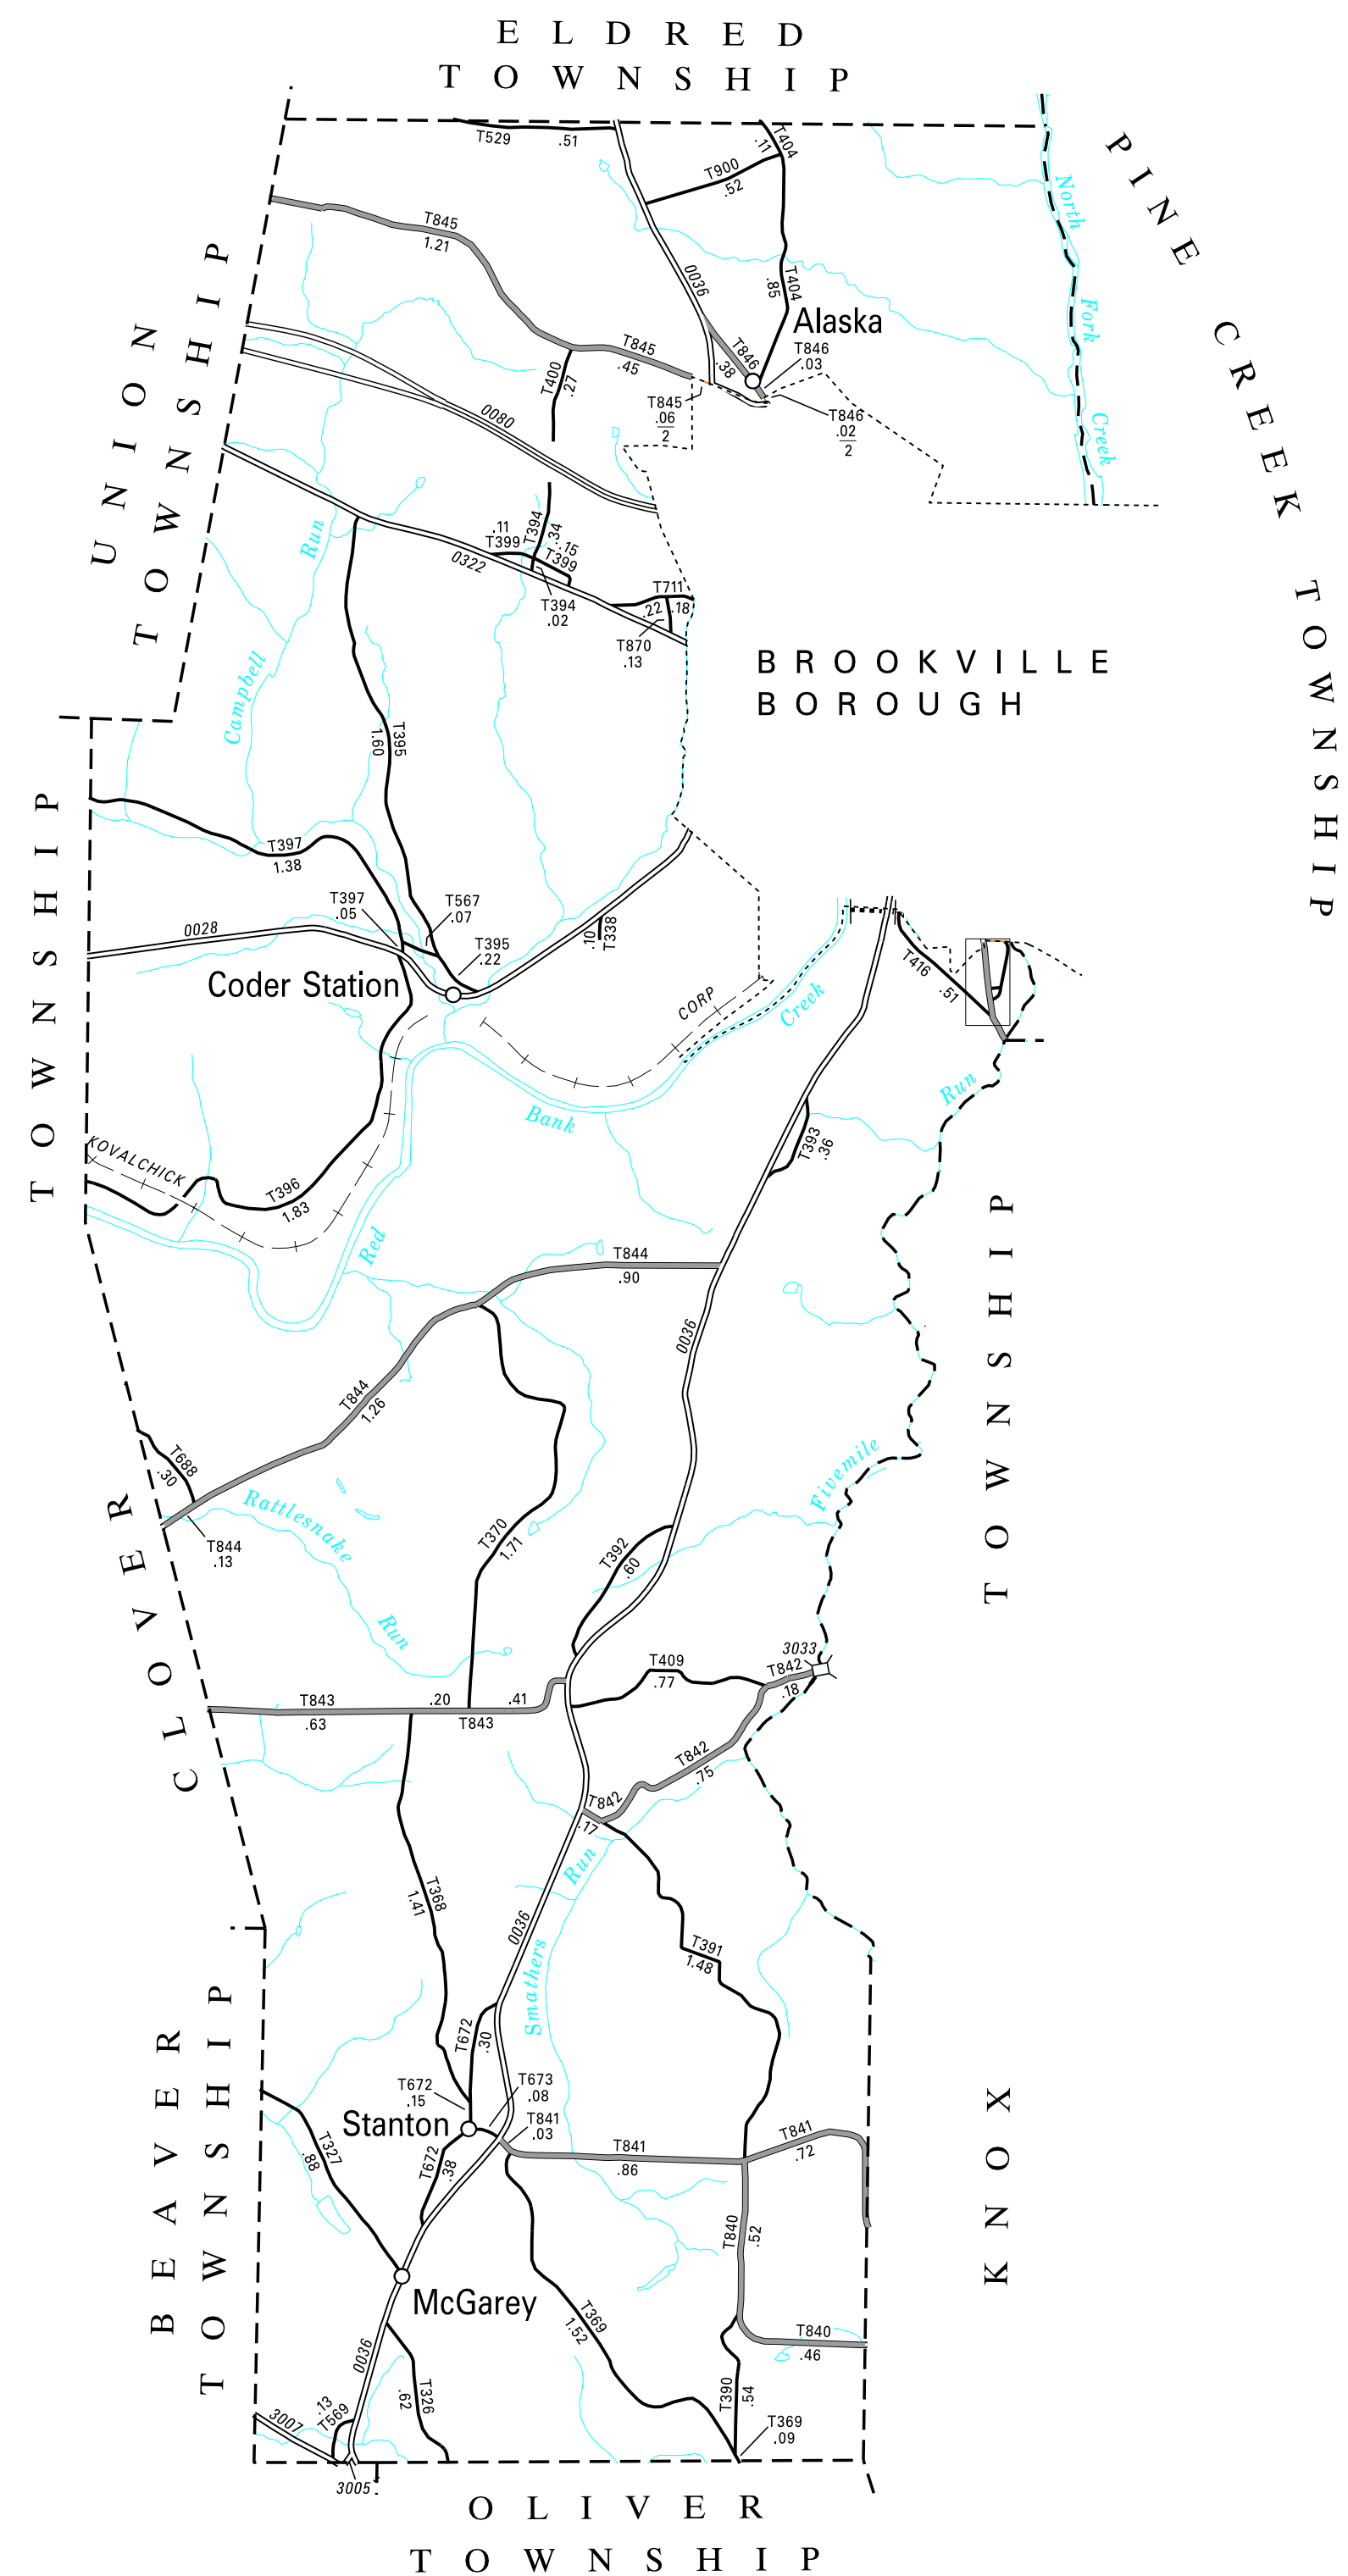 ELDRED
TOWNSHIP
PINE CREEK TOWNSHIP
UNION
TOWNSHIP
T529
.51
T404
.11
T900
.52
North
Fork
Creek
T845
1.21
0036
T404
.85
Alaska
T845
.45
T846
.38
T846
.03
T400
.27
T845
.06
2
T846
.02
2
0080
Run
.11
T399
T394
.34
.15
T399
0322
T394
.02
T711
.22
.18
T870
.13
BROOKVILLE
BOROUGH
Campbell
T395
1.60
TOWNSHIP
T397
1.38
T397
.05
T567
.07
0028
T395
.22
.10
T338
T416
.51
Coder Station
CORP
Creek
Run
Bank
T393
.36
KOVALCHICK
T396
1.83
Red
T844
.90
TOWNSHIP
0036
T844
1.26
T688
.30
Fivemile
Rattlesnake
T844
.13
T370
1.71
T392
.60
Run
CLOVER
T409
.77
3033
T842
.18
T843
.63
.20
.41
T843
T842
.75
T842
.17
Run
T368
1.41
0036
T391
1.48
Smathers
BEAVER
TOWNSHIP
T672
.30
T672
.15
T673
.08
Stanton
T841
.03
T841
.86
T841
.72
KNOX
T327
.88
T672
.38
T840
.52
McGarey
T369
1.52
T840
.46
0036
T326
.62
T390
.54
.13
T569
3007
T369
.09
3005
OLIVER
TOWNSHIP